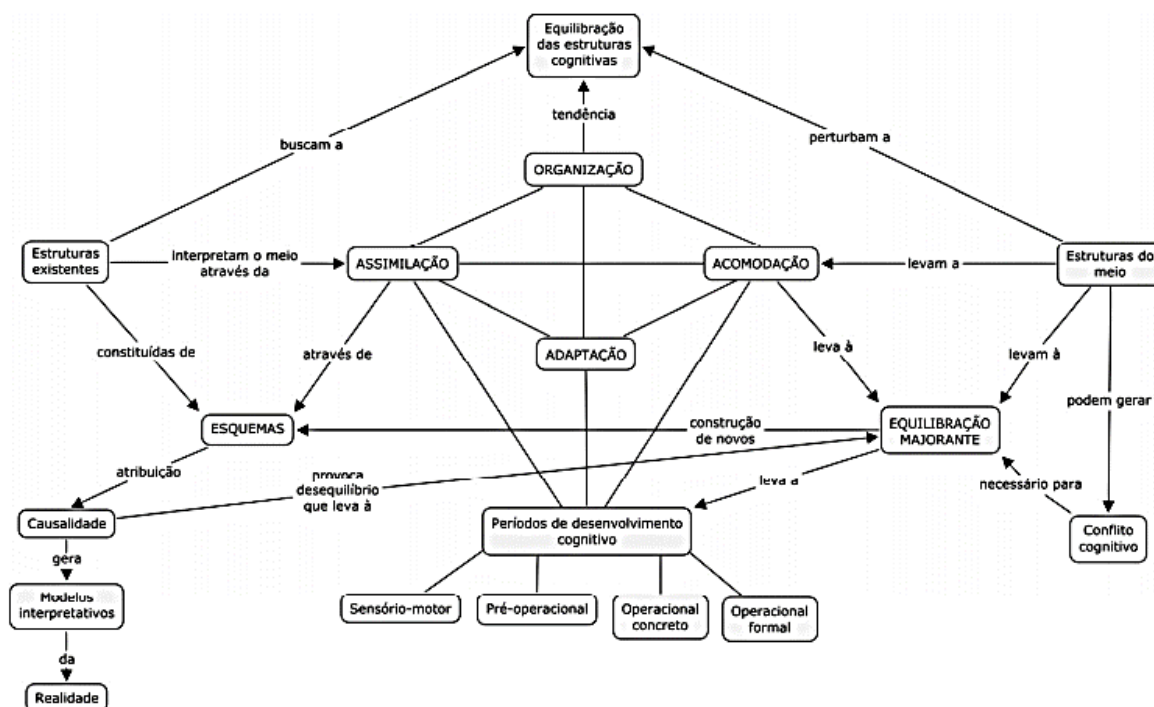 Equilibração
das estruturas
cognitivas
tendência
buscam a
perturbam a
ORGANIZAÇÃO
Estruturas
existentes
Interpretam o meio
através da
ASSIMILAÇÃO
ACOMODAÇÃO
levam a
Estruturas do
meio
constituídas de
através de
ADAPTAÇÃO
leva à
levam à
podem gerar
ESQUEMAS
construção
de novos
EQUILIBRAÇÃO
MAJORANTE
atribuição
provoca
desequilíbrio
que leva à
leva a
necessário para
Causalidade
Períodos de desenvolvimento
cognitivo
Conflito
cognitivo
gera
Modelos
interpretativos
Sensório-motor
Pré-operacional
Operacional
concreto
Operacional
formal
da
Realidade